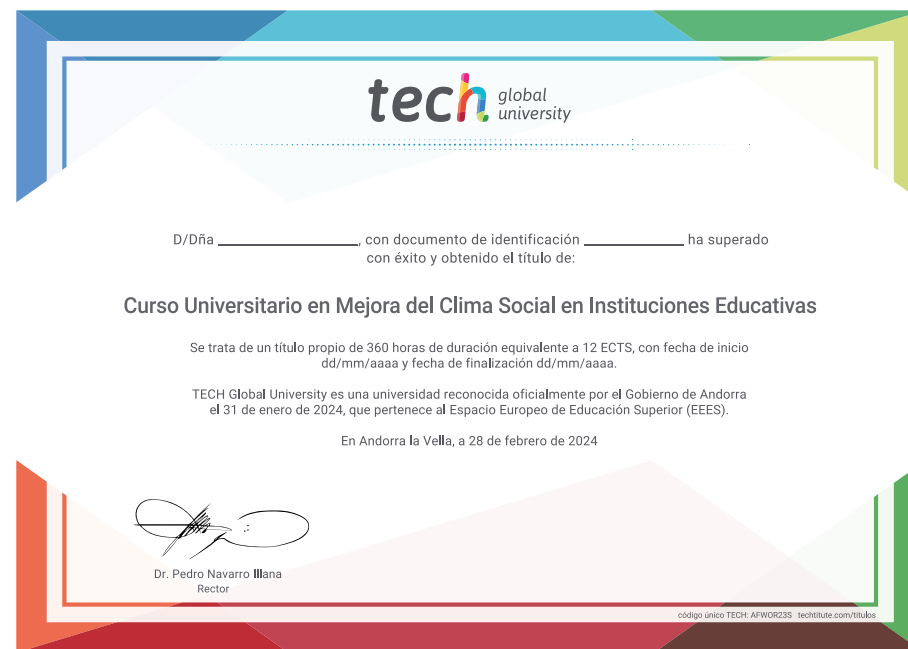 tech global university
D/Dña ____________________, con documento de identificación ______________ ha superado
con éxito y obtenido el título de:
Curso Universitario en Mejora del Clima Social en Instituciones Educativas
Se trata de un título propio de 360 horas de duración equivalente a 12 ECTS, con fecha de inicio
dd/mm/aaaa y fecha de finalización dd/mm/aaaa.
TECH Global University es una universidad reconocida oficialmente por el Gobierno de Andorra
el 31 de enero de 2024, que pertenece al Espacio Europeo de Educación Superior (EEES).
En Andorra la Vella, a 28 de febrero de 2024
Dr. Pedro Navarro Illana
Rector
código único TECH: AFWOR23S techtitute.com/titulos